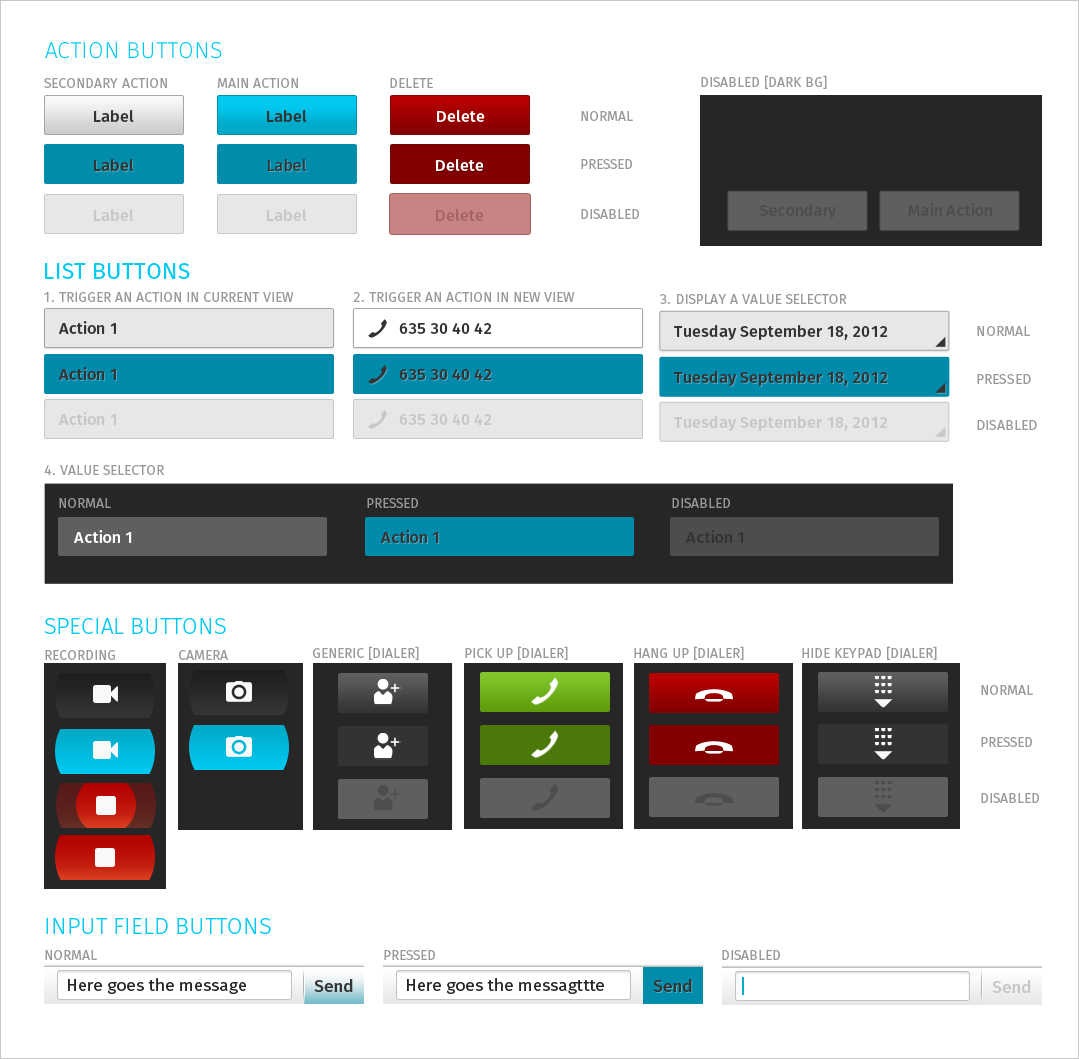 ACTION BUTTONS
SECONDARY ACTION MAIN ACTION DELETE DISABLED [DARK BG]
Label Label Delete NORMAL
Label Label Delete PRESSED
Label Label Delete DISABLED
Secondary Main Action
LIST BUTTONS
1. TRIGGER AN ACTION IN CURRENT VIEW 2. TRIGGER AN ACTION IN NEW VIEW 3. DISPLAY A VALUE SELECTOR
Action 1 635 30 40 42 Tuesday September 18, 2012 NORMAL
Action 1 635 30 40 42 Tuesday September 18, 2012 PRESSED
Action 1 635 30 40 42 Tuesday September 18, 2012 DISABLED
4. VALUE SELECTOR
NORMAL PRESSED DISABLED
Action 1 Action 1 Action 1
SPECIAL BUTTONS
RECORDING CAMERA GENERIC [DIALER] PICK UP [DIALER] HANG UP [DIALER] HIDE KEYPAD [DIALER]
NORMAL
PRESSED
DISABLED
INPUT FIELD BUTTONS
NORMAL PRESSED DISABLED
Here goes the message Send Here goes the messagttte Send Send